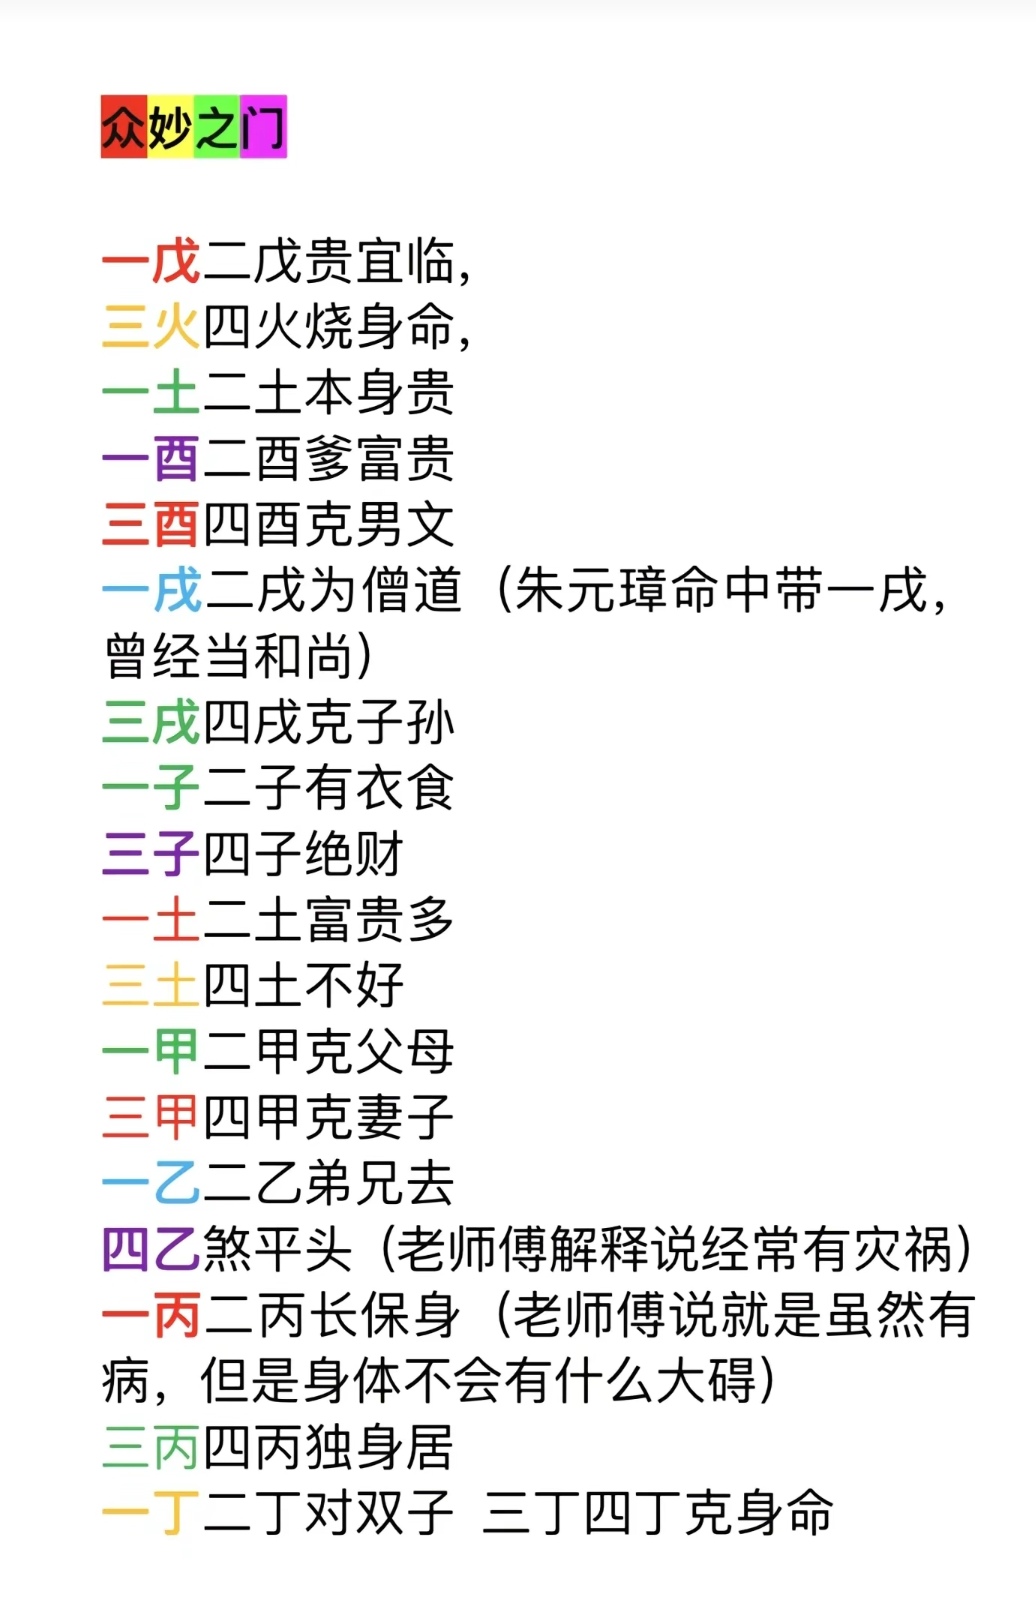 众妙之门
一戊二戊贵宜临，
三火四火烧身命，
一土二土本身贵
一酉二酉爹富贵
三酉四酉克男文
一戌二戌为僧道（朱元璋命中带一戌，
曾经当和尚）
三戌四戌克子孙
一子二子有衣食
三子四子绝财
一土二土富贵多
三土四土不好
一甲二甲克父母
三甲四甲克妻子
一乙二乙弟兄去
四乙煞平头（老师傅解释说经常有灾祸）
一丙二丙长保身（老师傅说就是虽然有
病，但是身体不会有什么大碍）
三丙四丙独身居
一丁二丁对双子 三丁四丁克身命